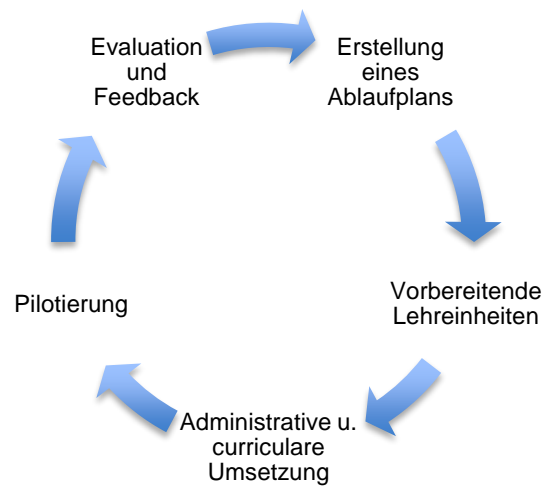 Evaluation
und
Feedback
Erstellung
eines
Ablaufplans
Vorbereitende
Lehreinheiten
Administrative u.
curriculare
Umsetzung
Pilotierung